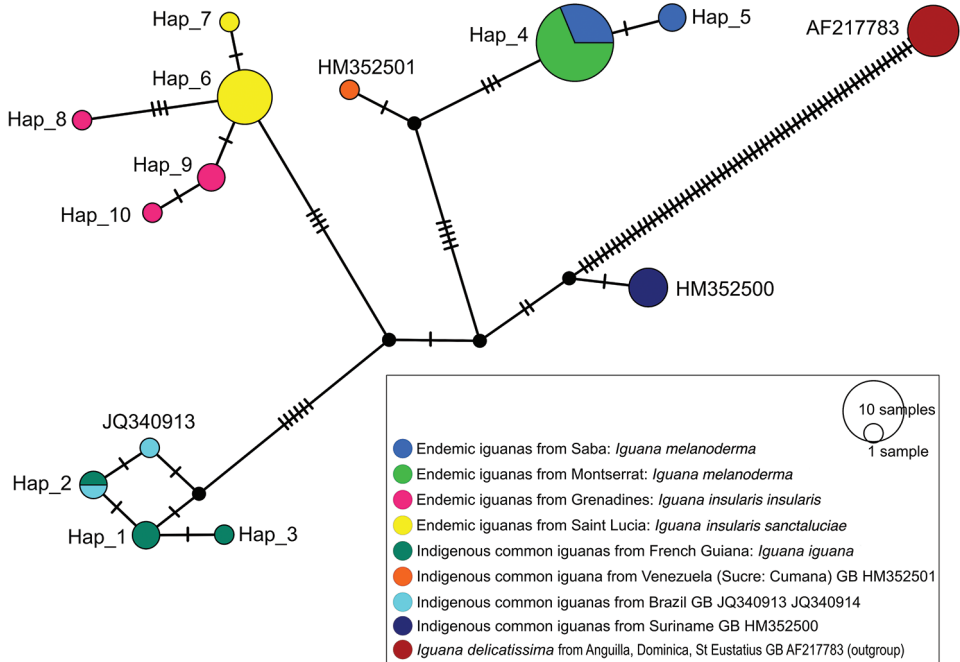 Hap_7
Hap_4
Hap_5
AF217783
Hap_6
HM352501
Hap_8
Hap_9
Hap_10
HM352500
JQ340913
Hap_2
Hap_1
Hap_3
10 samples
1 sample
Endemic iguanas from Saba: Iguana melanoderma
Endemic iguanas from Montserrat: Iguana melanoderma
Endemic iguanas from Grenadines: Iguana insularis insularis
Endemic iguanas from Saint Lucia: Iguana insularis sanctaluciae
Indigenous common iguanas from French Guiana: Iguana iguana
Indigenous common iguana from Venezuela (Sucre: Cumana) GB HM352501
Indigenous common iguanas from Brazil GB JQ340913 JQ340914
Indigenous common iguanas from Suriname GB HM352500
Iguana delicatissima from Anguilla, Dominica, St Eustatius GB AF217783 (outgroup)